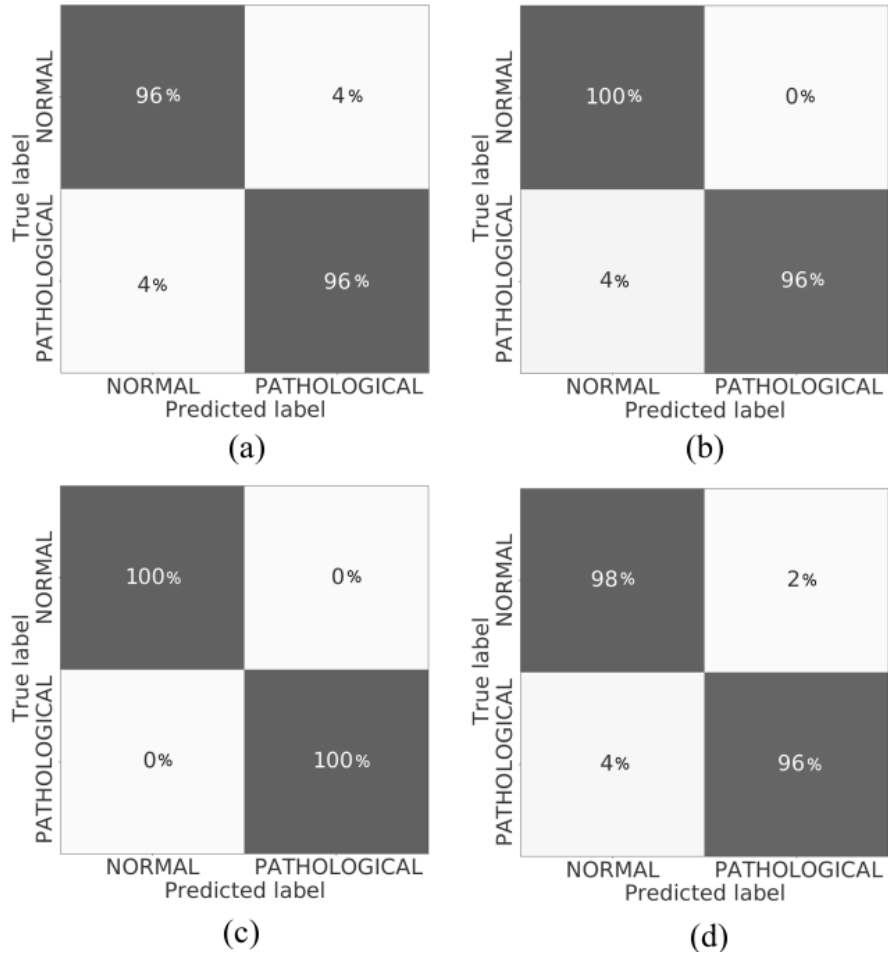 True label
NORMAL
PATHOLOGICAL
96%
4%
4%
96%
NORMAL
PATHOLOGICAL
Predicted label
(a)
True label
NORMAL
PATHOLOGICAL
100%
0%
4%
96%
NORMAL
PATHOLOGICAL
Predicted label
(b)
True label
NORMAL
PATHOLOGICAL
100%
0%
0%
100%
NORMAL
PATHOLOGICAL
Predicted label
(c)
True label
NORMAL
PATHOLOGICAL
98%
2%
4%
96%
NORMAL
PATHOLOGICAL
Predicted label
(d)